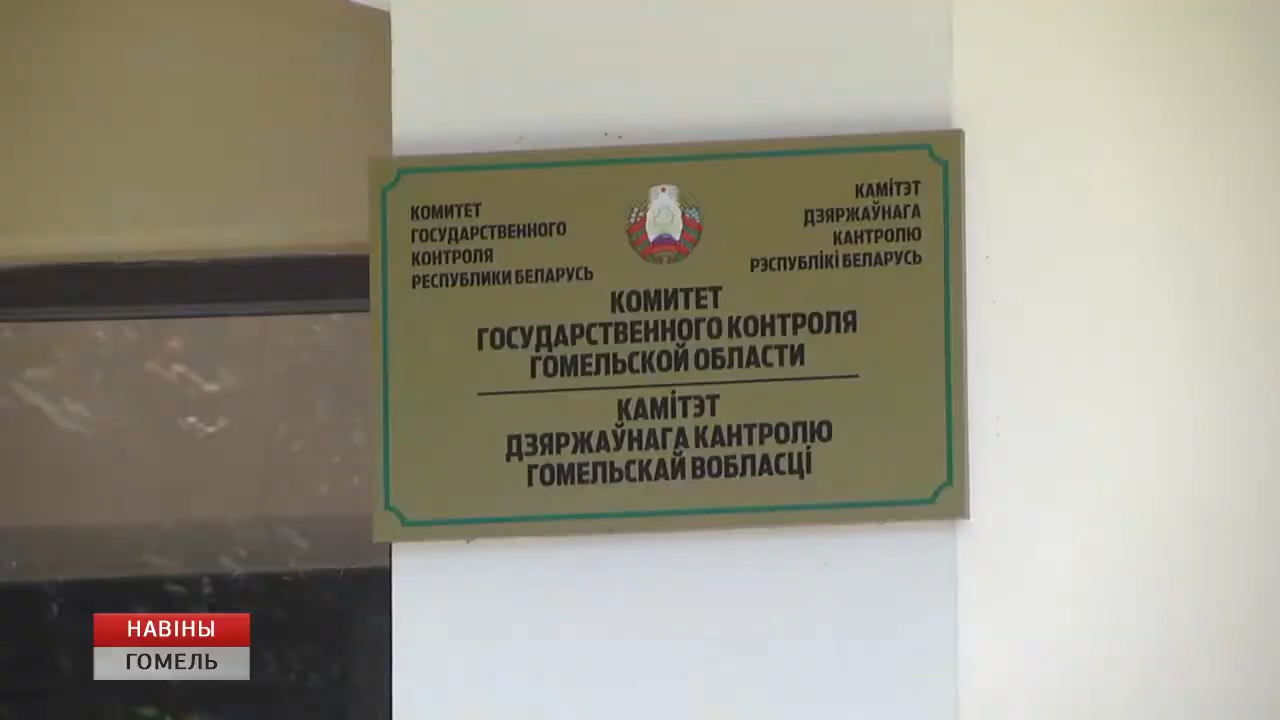 КОМИТЕТ
ГОСУДАРСТВЕННОГО
КОНТРОЛЯ
РЕСПУБЛИКИ БЕЛАРУСЬ
КАМІТЭТ
ДЗЯРЖАЎНАГА
КАНТРОЛЮ
РЭСПУБЛІКІ БЕЛАРУСЬ
КОМИТЕТ
ГОСУДАРСТВЕННОГО КОНТРОЛЯ
ГОМЕЛЬСКОЙ ОБЛАСТИ
КАМІТЭТ
ДЗЯРЖАЎНАГА КАНТРОЛЮ
ГОМЕЛЬСКАЙ ВОБЛАСЦІ
НАВІНЫ
ГОМЕЛЬ